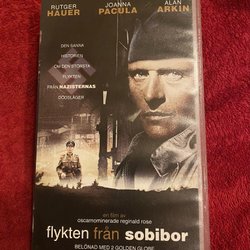 RUTGER JOANNA ALAN
HAUER PACULA ARKIN
DEN SANNA
HISTORIEN
OM DEN STÖRSTA
FLYKTEN
FRÅN NAZISTERNAS
DÖDSLÄGER
en film av
oscarnominerade reginald rose
flykten från sobibor
BELÖNAD MED 2 GOLDEN GLOBE